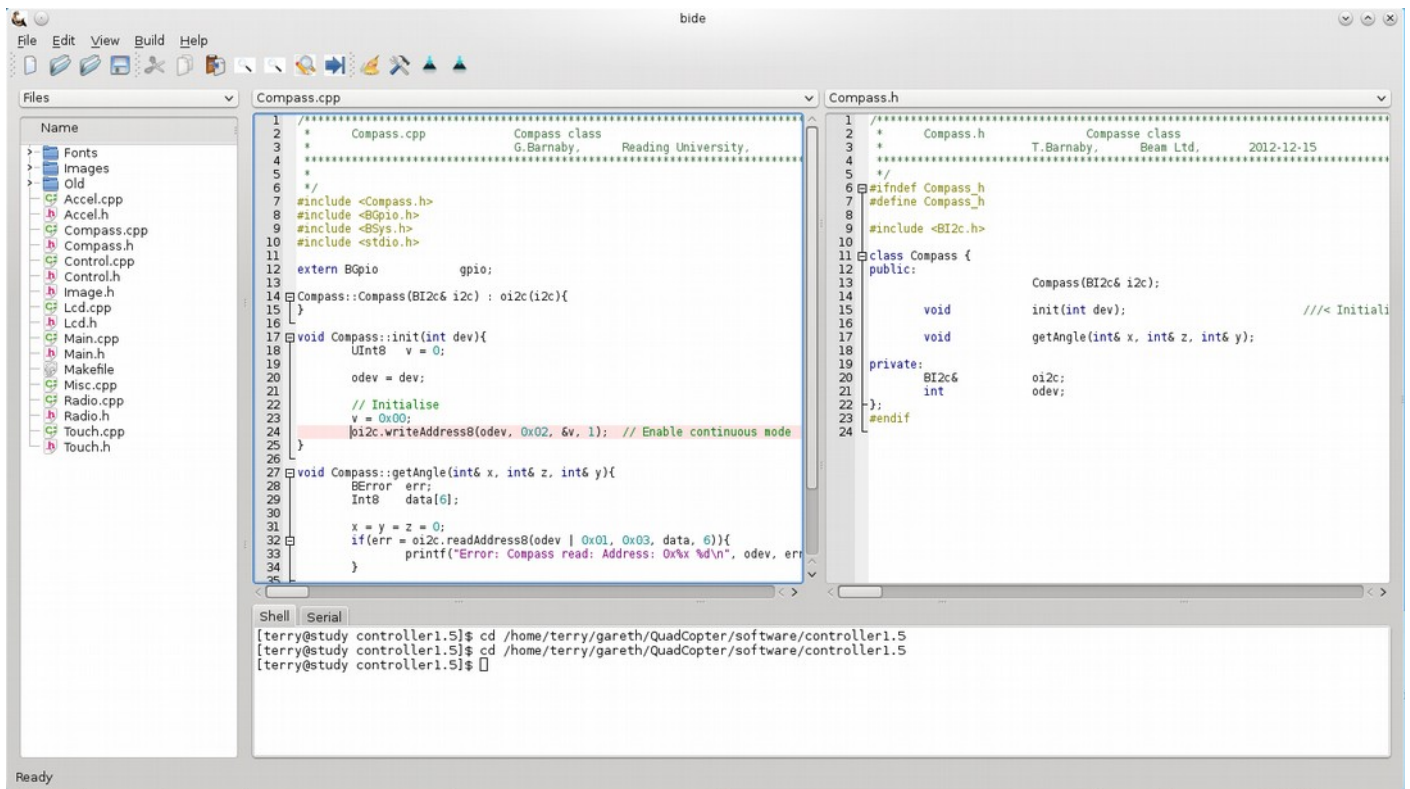 bide
File Edit View Build Help
Files
Name
Fonts
Images
Old
Accel.cpp
Accel.h
Compass.cpp
Compass.h
Control.cpp
Control.h
Image.h
Lcd.cpp
Lcd.h
Main.cpp
Main.h
Makefile
Misc.cpp
Radio.cpp
Radio.h
Touch.cpp
Touch.h
Compass.cpp
1 /*******************************************************************************
2 * Compass.cpp Compass class
3 * G.Barnaby, Reading University,
4 *******************************************************************************
5 *
6 */
7 #include <Compass.h>
8 #include <BGpio.h>
9 #include <BSys.h>
10 #include <stdio.h>
11
12 extern BGpio gpio;
13
14 Compass::Compass(BI2c& i2c) : oi2c(i2c){
15 }
16
17 void Compass::init(int dev){
18 UInt8 v = 0;
19
20 odev = dev;
21
22 // Initialise
23 v = 0x00;
24 oi2c.writeAddress8(odev, 0x02, &v, 1); // Enable continuous mode
25 }
26
27 void Compass::getAngle(int& x, int& z, int& y){
28 BError err;
29 Int8 data[6];
30
31 x = y = z = 0;
32 if(err = oi2c.readAddress8(odev | 0x01, 0x03, data, 6)){
33 printf("Error: Compass read: Address: 0x%x %d\n", odev, err
34 }
35
Compass.h
1 /*******************************************************************************
2 * Compass.h Compasse class
3 * T.Barnaby, Beam Ltd, 2012-12-15
4 *******************************************************************************
5 */
6 #ifndef Compass_h
7 #define Compass_h
8
9 #include <BI2c.h>
10
11 class Compass {
12 public:
13 Compass(BI2c& i2c);
14
15 void init(int dev); ///< Initiali
16
17 void getAngle(int& x, int& z, int& y);
18
19 private:
20 BI2c& oi2c;
21 int odev;
22 };
23 #endif
24
Shell Serial
[terry@study controller1.5]$ cd /home/terry/gareth/QuadCopter/software/controller1.5
[terry@study controller1.5]$ cd /home/terry/gareth/QuadCopter/software/controller1.5
[terry@study controller1.5]$
Ready